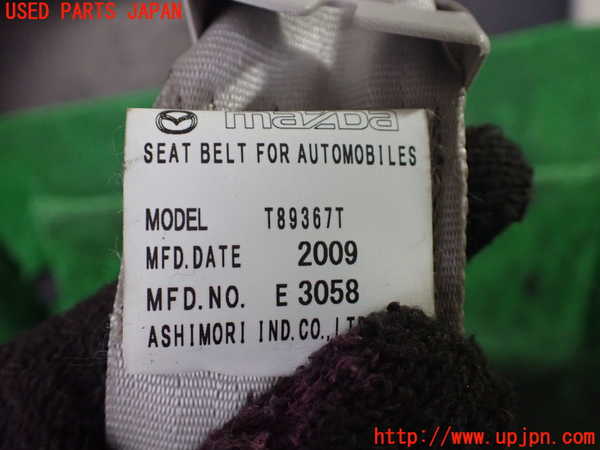 USED PARTS JAPAN
mazda
SEAT BELT FOR AUTOMOBILES
MODEL T89367T
MFD.DATE 2009
MFD.NO. E 3058
ASHIMORI IND.CO.,LT
http://www.upjpn.com/